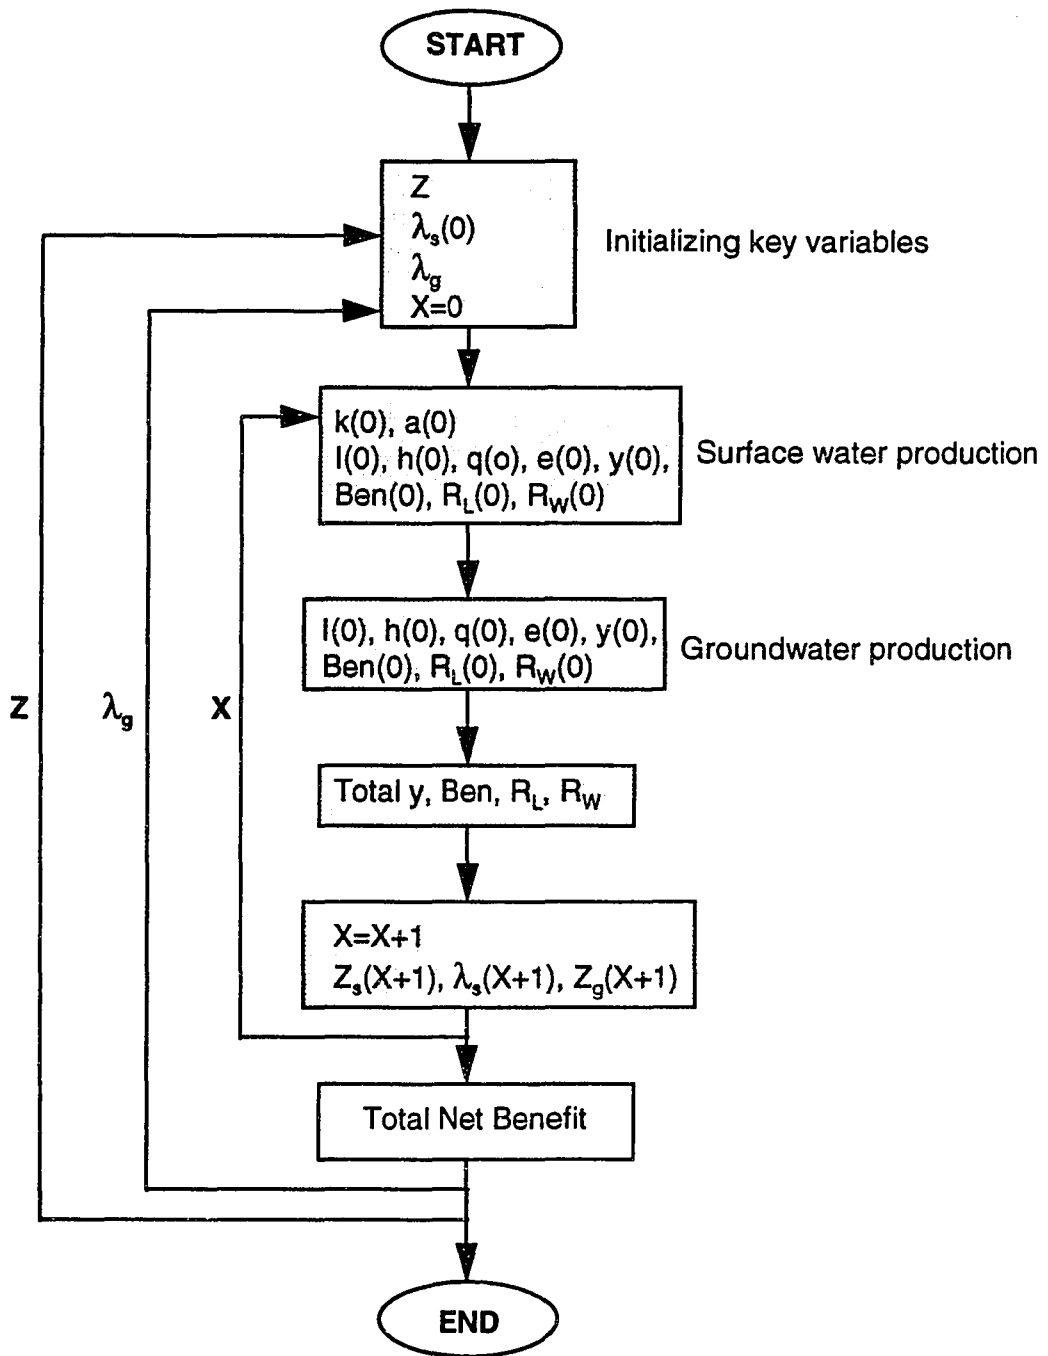 START
Z
λs(0)
λg
X=0
Initializing key variables
k(0), a(0)
l(0), h(0), q(o), e(0), y(0),
Ben(0), RL(0), RW(0)
Surface water production
l(0), h(0), q(0), e(0), y(0),
Ben(0), RL(0), RW(0)
Groundwater production
Z
λg
X
Total y, Ben, RL, RW
X=X+1
Zs(X+1), λs(X+1), Zg(X+1)
Total Net Benefit
END